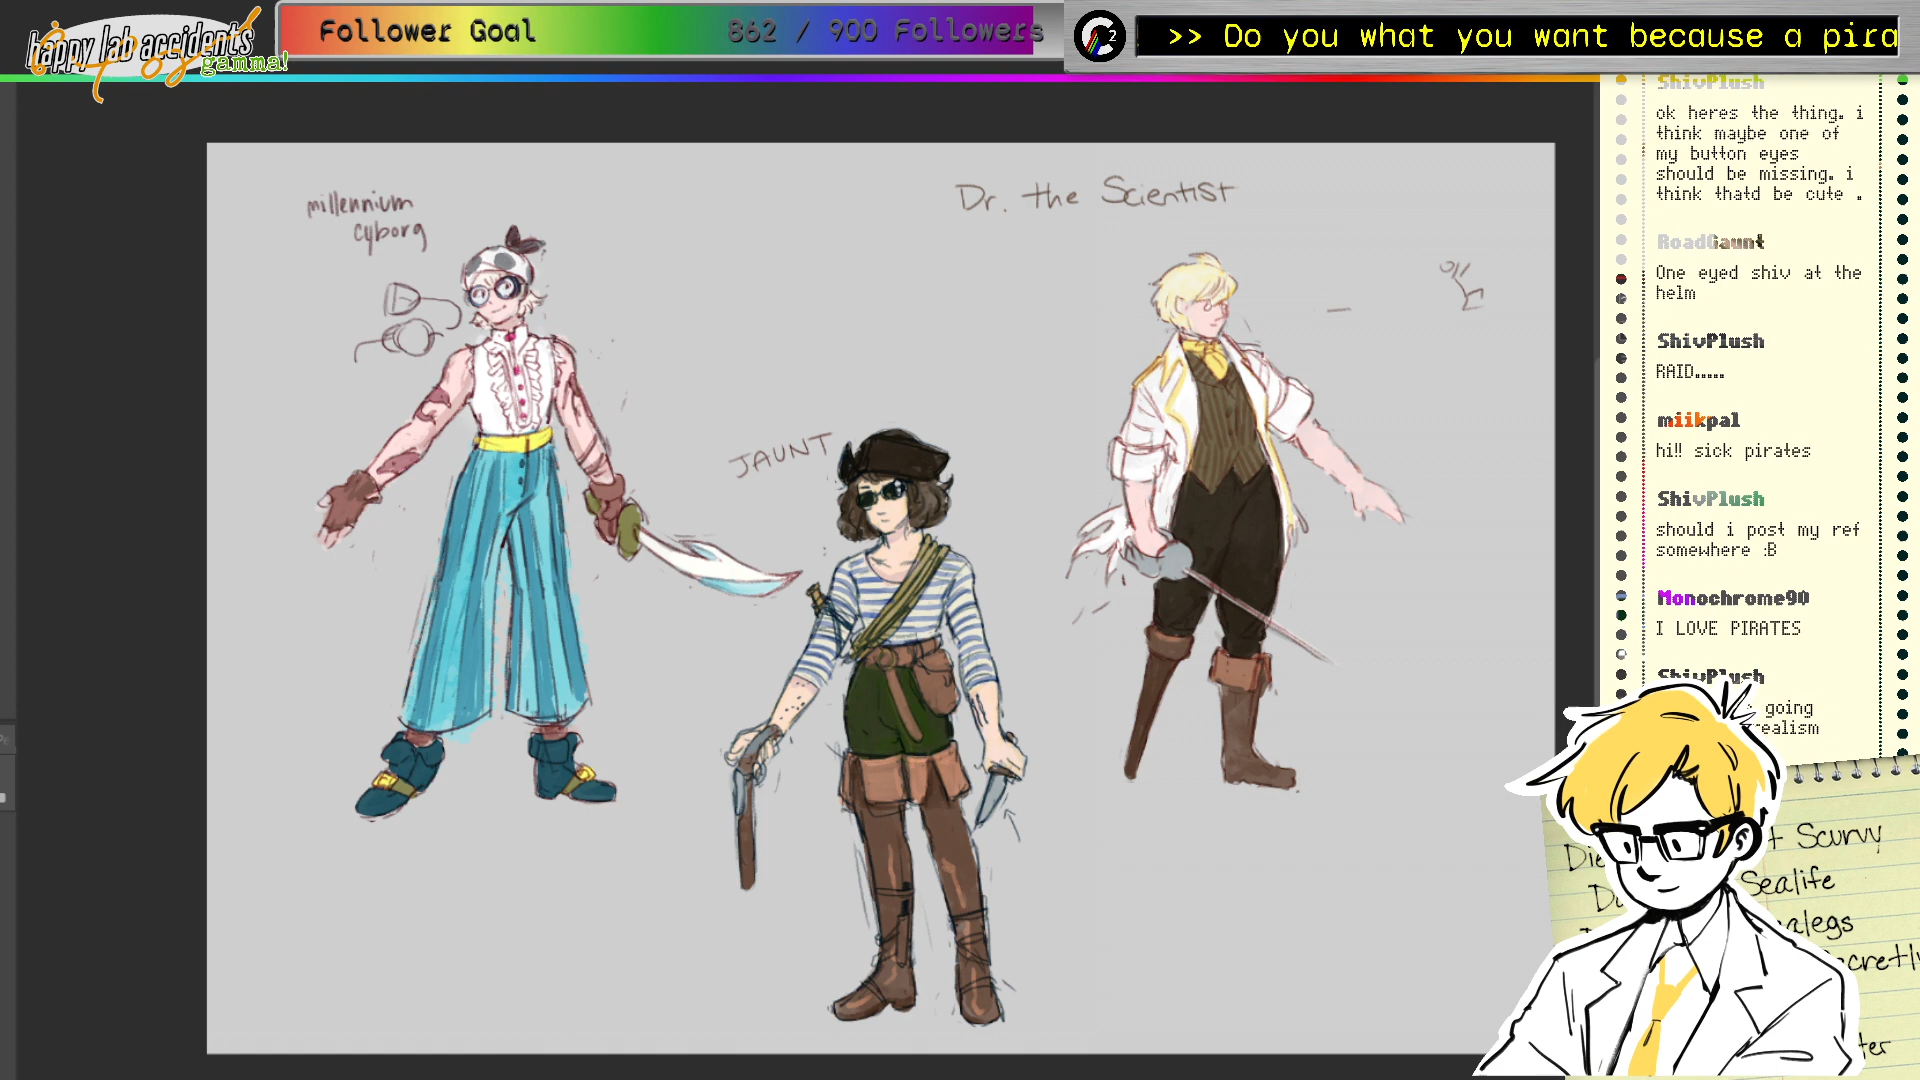 happy lab accidents
gamma!
Follower Goal
862 / 900 Followers
>> Do you what you want because a pira
millennium
cyborg
Dr. the Scientist
JAUNT
ShivPlush
ok heres the thing. i
think maybe one of
my button eyes
should be missing. i
think thatd be cute .
RoadGaunt
One eyed shiv at the
helm
ShivPlush
RAID.....
miikpal
hi!! sick pirates
ShivPlush
should i post my ref
somewhere :B
Monochrome90
I LOVE PIRATES
ShivPlush
going
realism
Scurvy
Sealife